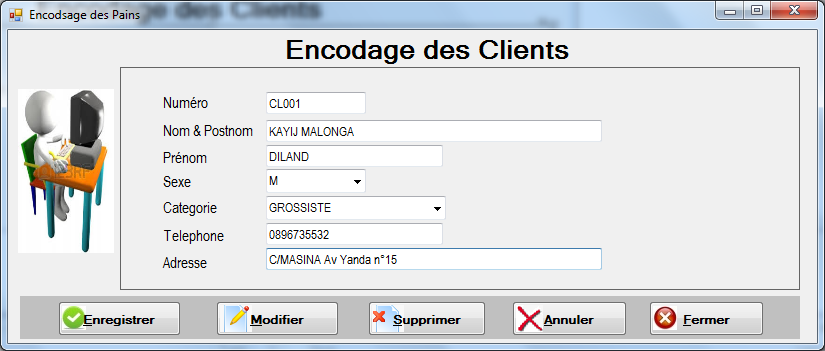 Encodsage des Pains
Encodage des Clients
Numéro CL001
Nom & Postnom KAYIJ MALONGA
Prénom DILAND
Sexe M
Categorie GROSSISTE
Telephone 0896735532
Adresse C/MASINA Av Yanda n°15
Enregistrer Modifier Supprimer Annuler Fermer